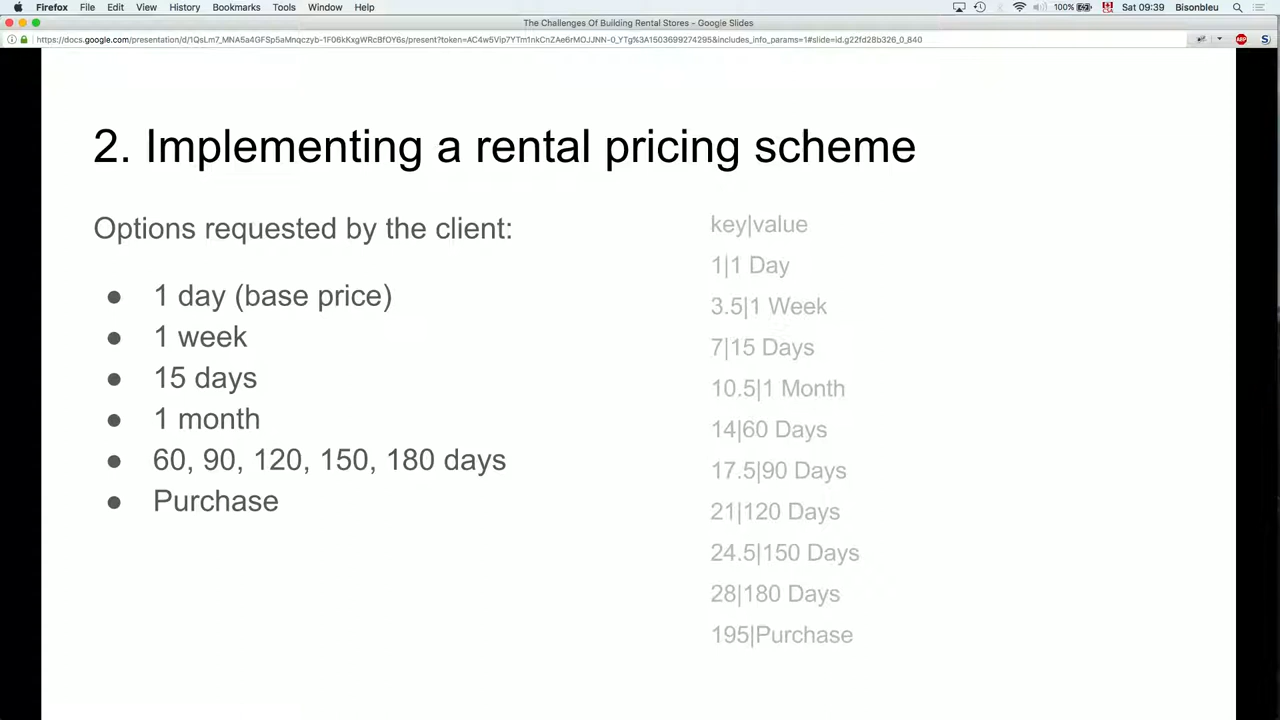 Firefox File Edit View History Bookmarks Tools Window Help 100% Sat 09:39 Bisonbleu
The Challenges Of Building Rental Stores - Google Slides
2. Implementing a rental pricing scheme
Options requested by the client:
● 1 day (base price)
● 1 week
● 15 days
● 1 month
● 60, 90, 120, 150, 180 days
● Purchase
key|value
1|1 Day
3.5|1 Week
7|15 Days
10.5|1 Month
14|60 Days
17.5|90 Days
21|120 Days
24.5|150 Days
28|180 Days
195|Purchase